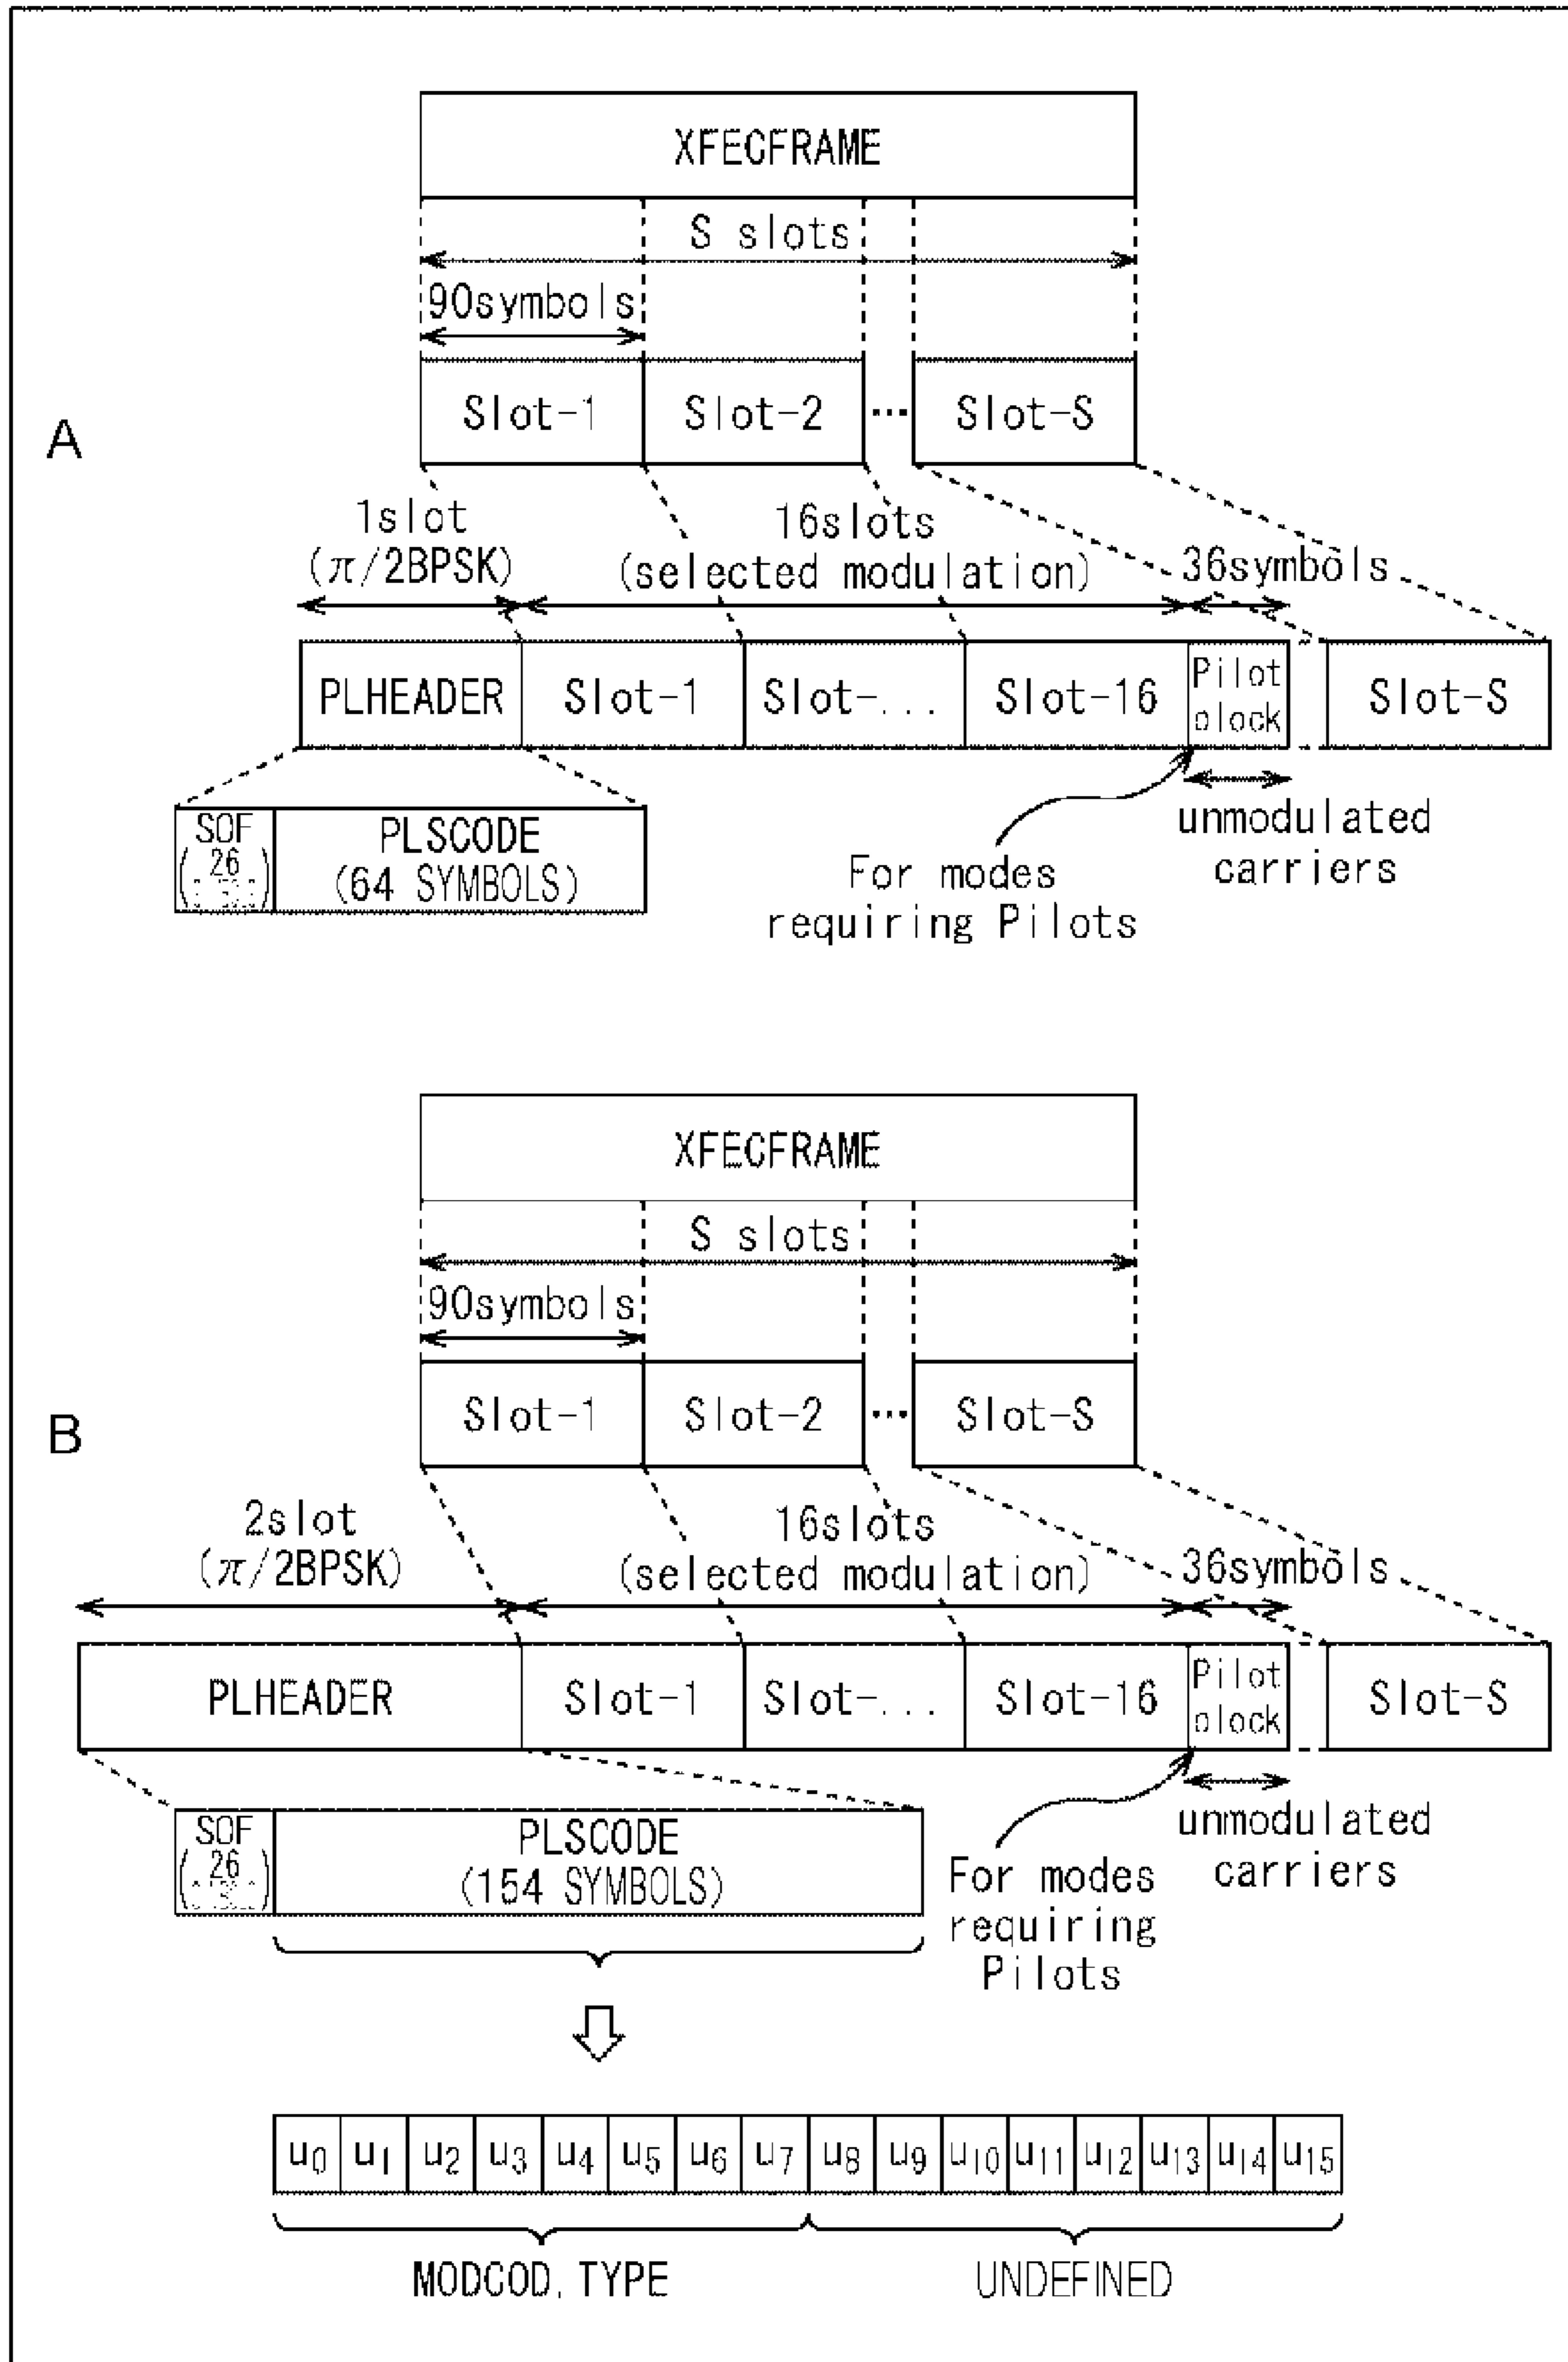 XFECFRAME
S slots
90symbols
A
Slot-1
Slot-2
...
Slot-S
1slot
(π/2BPSK)
16slots
(selected modulation)
36symbols
PLHEADER
Slot-1
Slot-...
Slot-16
Pilot
Slot-S
SOF
26
PLSCODE
(64 SYMBOLS)
For modes
requiring Pilots
unmodulated
carriers
XFECFRAME
S slots
90symbols
B
Slot-1
Slot-2
...
Slot-S
2slot
(π/2BPSK)
16slots
(selected modulation)
36symbols
PLHEADER
Slot-1
Slot-...
Slot-16
Pilot
Slot-S
SOF
26
PLSCODE
(154 SYMBOLS)
For modes
requiring
Pilots
unmodulated
carriers
u0 u1 u2 u3 u4 u5 u6 u7 u8 u9 u10 u11 u12 u13 u14 u15
MODCOD, TYPE
UNDEFINED